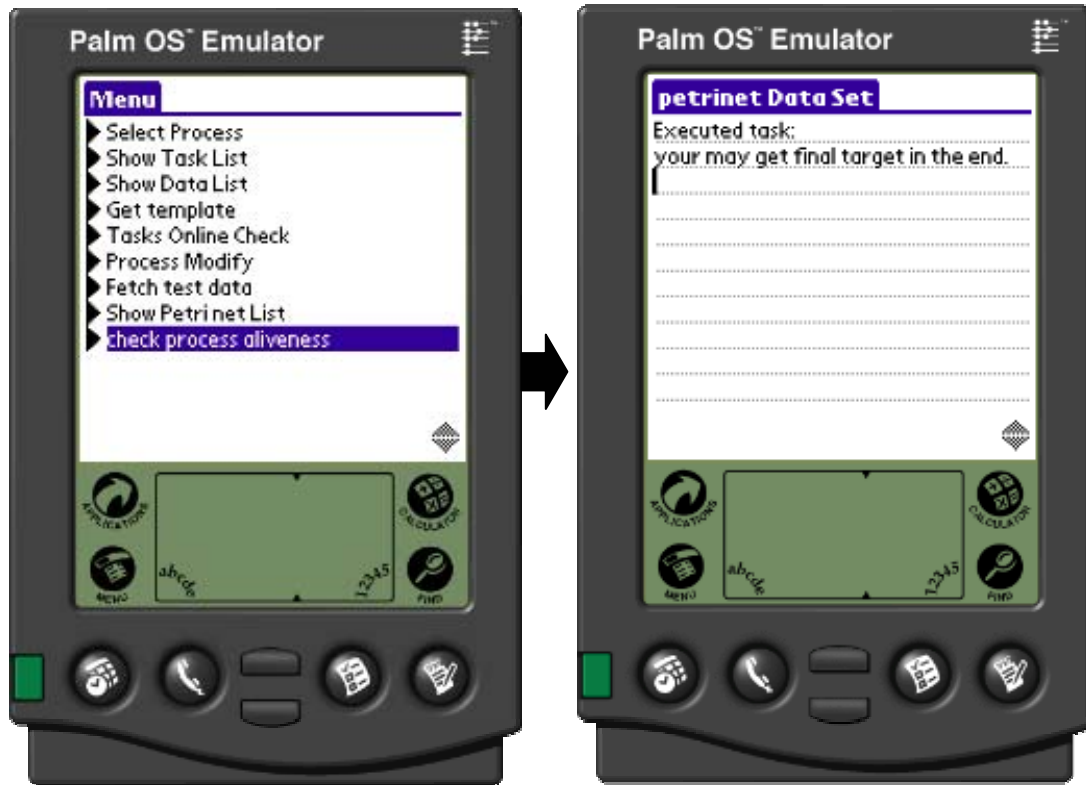 Palm OS™ Emulator
Menu
Select Process
Show Task List
Show Data List
Get template
Tasks Online Check
Process Modify
Fetch test data
Show Petri net List
check process aliveness
APPLICATIONS
CALCULATOR
MENU
abcde
12345
FIND
Palm OS™ Emulator
petrinet Data Set
Executed task:
your may get final target in the end.
APPLICATIONS
CALCULATOR
MENU
abcde
12345
FIND